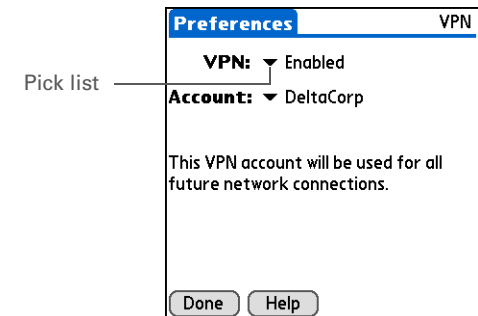 Preferences VPN
VPN: Enabled
Pick list
Account: DeltaCorp
This VPN account will be used for all
future network connections.
Done Help